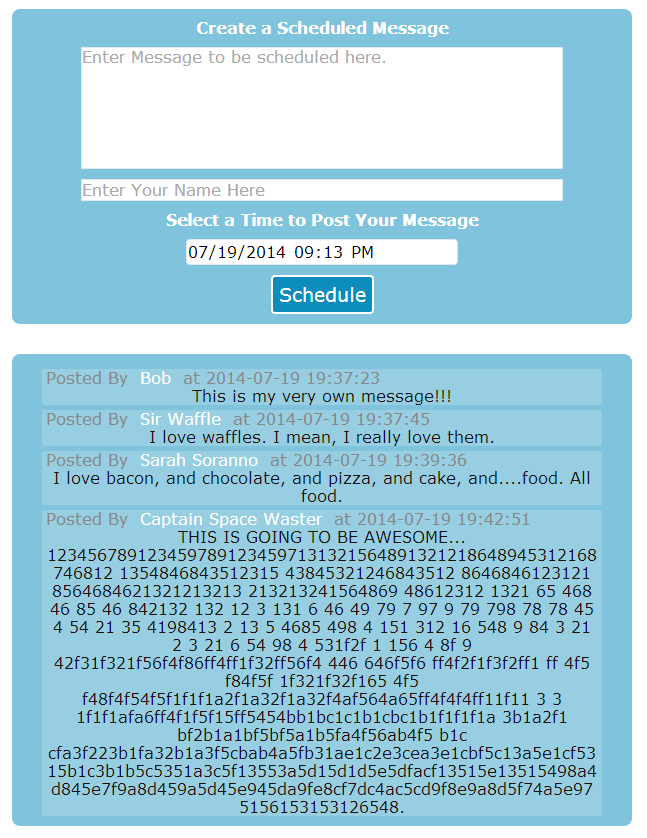 Create a Scheduled Message
Enter Message to be scheduled here.
Enter Your Name Here
Select a Time to Post Your Message
07/19/2014 09:13 PM
Schedule
Posted By Bob at 2014-07-19 19:37:23
This is my very own message!!!
Posted By Sir Waffle at 2014-07-19 19:37:45
I love waffles. I mean, I really love them.
Posted By Sarah Soranno at 2014-07-19 19:39:36
I love bacon, and chocolate, and pizza, and cake, and....food. All
food.
Posted By Captain Space Waster at 2014-07-19 19:42:51
THIS IS GOING TO BE AWESOME...
1234567891234597891234597131321564891321218648945312168
746812 1354846843512315 43845321246843512 8646846123121
8564684621321213213 213213241564869 48612312 1321 65 468
46 85 46 842132 132 12 3 131 6 46 49 79 7 97 9 79 798 78 78 45
4 54 21 35 4198413 2 13 5 4685 498 4 151 312 16 548 9 84 3 21
2 3 21 6 54 98 4 531f2f 1 156 4 8f 9
42f31f321f56f4f86ff4ff1f32ff56f4 446 646f5f6 ff4f2f1f3f2ff1 ff 4f5
f84f5f 1f321f32f165 4f5
f48f4f54f5f1f1f1a2f1a32f1a32f4af564a65ff4f4f4ff11f11 3 3
1f1f1afa6ff4f1f5f15ff5454bb1bc1c1b1cbc1b1f1f1f1a 3b1a2f1
bf2b1a1bf5bf5a1b5fa4f56ab4f5 b1c
cfa3f223b1fa32b1a3f5cbab4a5fb31ae1c2e3cea3e1cbf5c13a5e1cf53
15b1c3b1b5c5351a3c5f13553a5d15d1d5e5dfacf13515e13515498a4
d845e7f9a8d459a5d45e945da9fe8cf7dc4ac5cd9f8e9a8d5f74a5e97
5156153153126548.